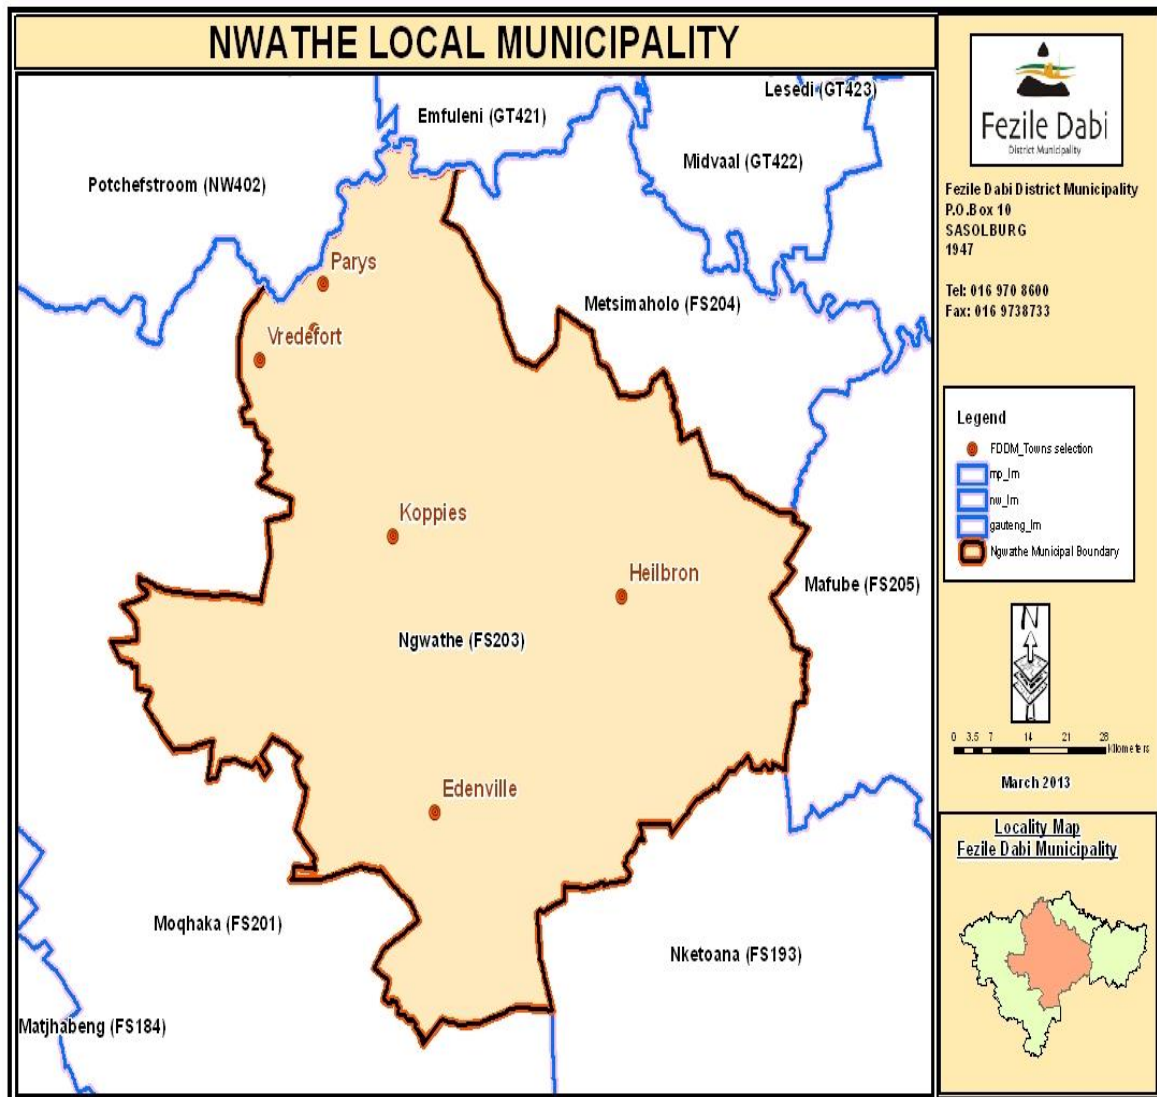 NWATHE LOCAL MUNICIPALITY
Lesedi (GT423)
Emfuleni (GT421)
Midvaal (GT422)
Potchefstroom (NW402)
Parys
Metsimaholo (FS204)
Vredefort
Koppies
Heilbron
Mafube (FS205)
Ngwathe (FS203)
Edenville
Moqhaka (FS201)
Nketoana (FS193)
Matjhabeng (FS184)
Fezile Dabi
District Municipality
Fezile Dabi District Municipality
P.O.Box 10
SASOLBURG
1947
Tel: 016 970 8600
Fax: 016 9738733
Legend
FDDM_Towns selection
mp_lm
nw_lm
gauteng_lm
Ngwathe Municipal Boundary
N
0 3.5 7 14 21 28
Kilometers
March 2013
Locality Map
Fezile Dabi Municipality